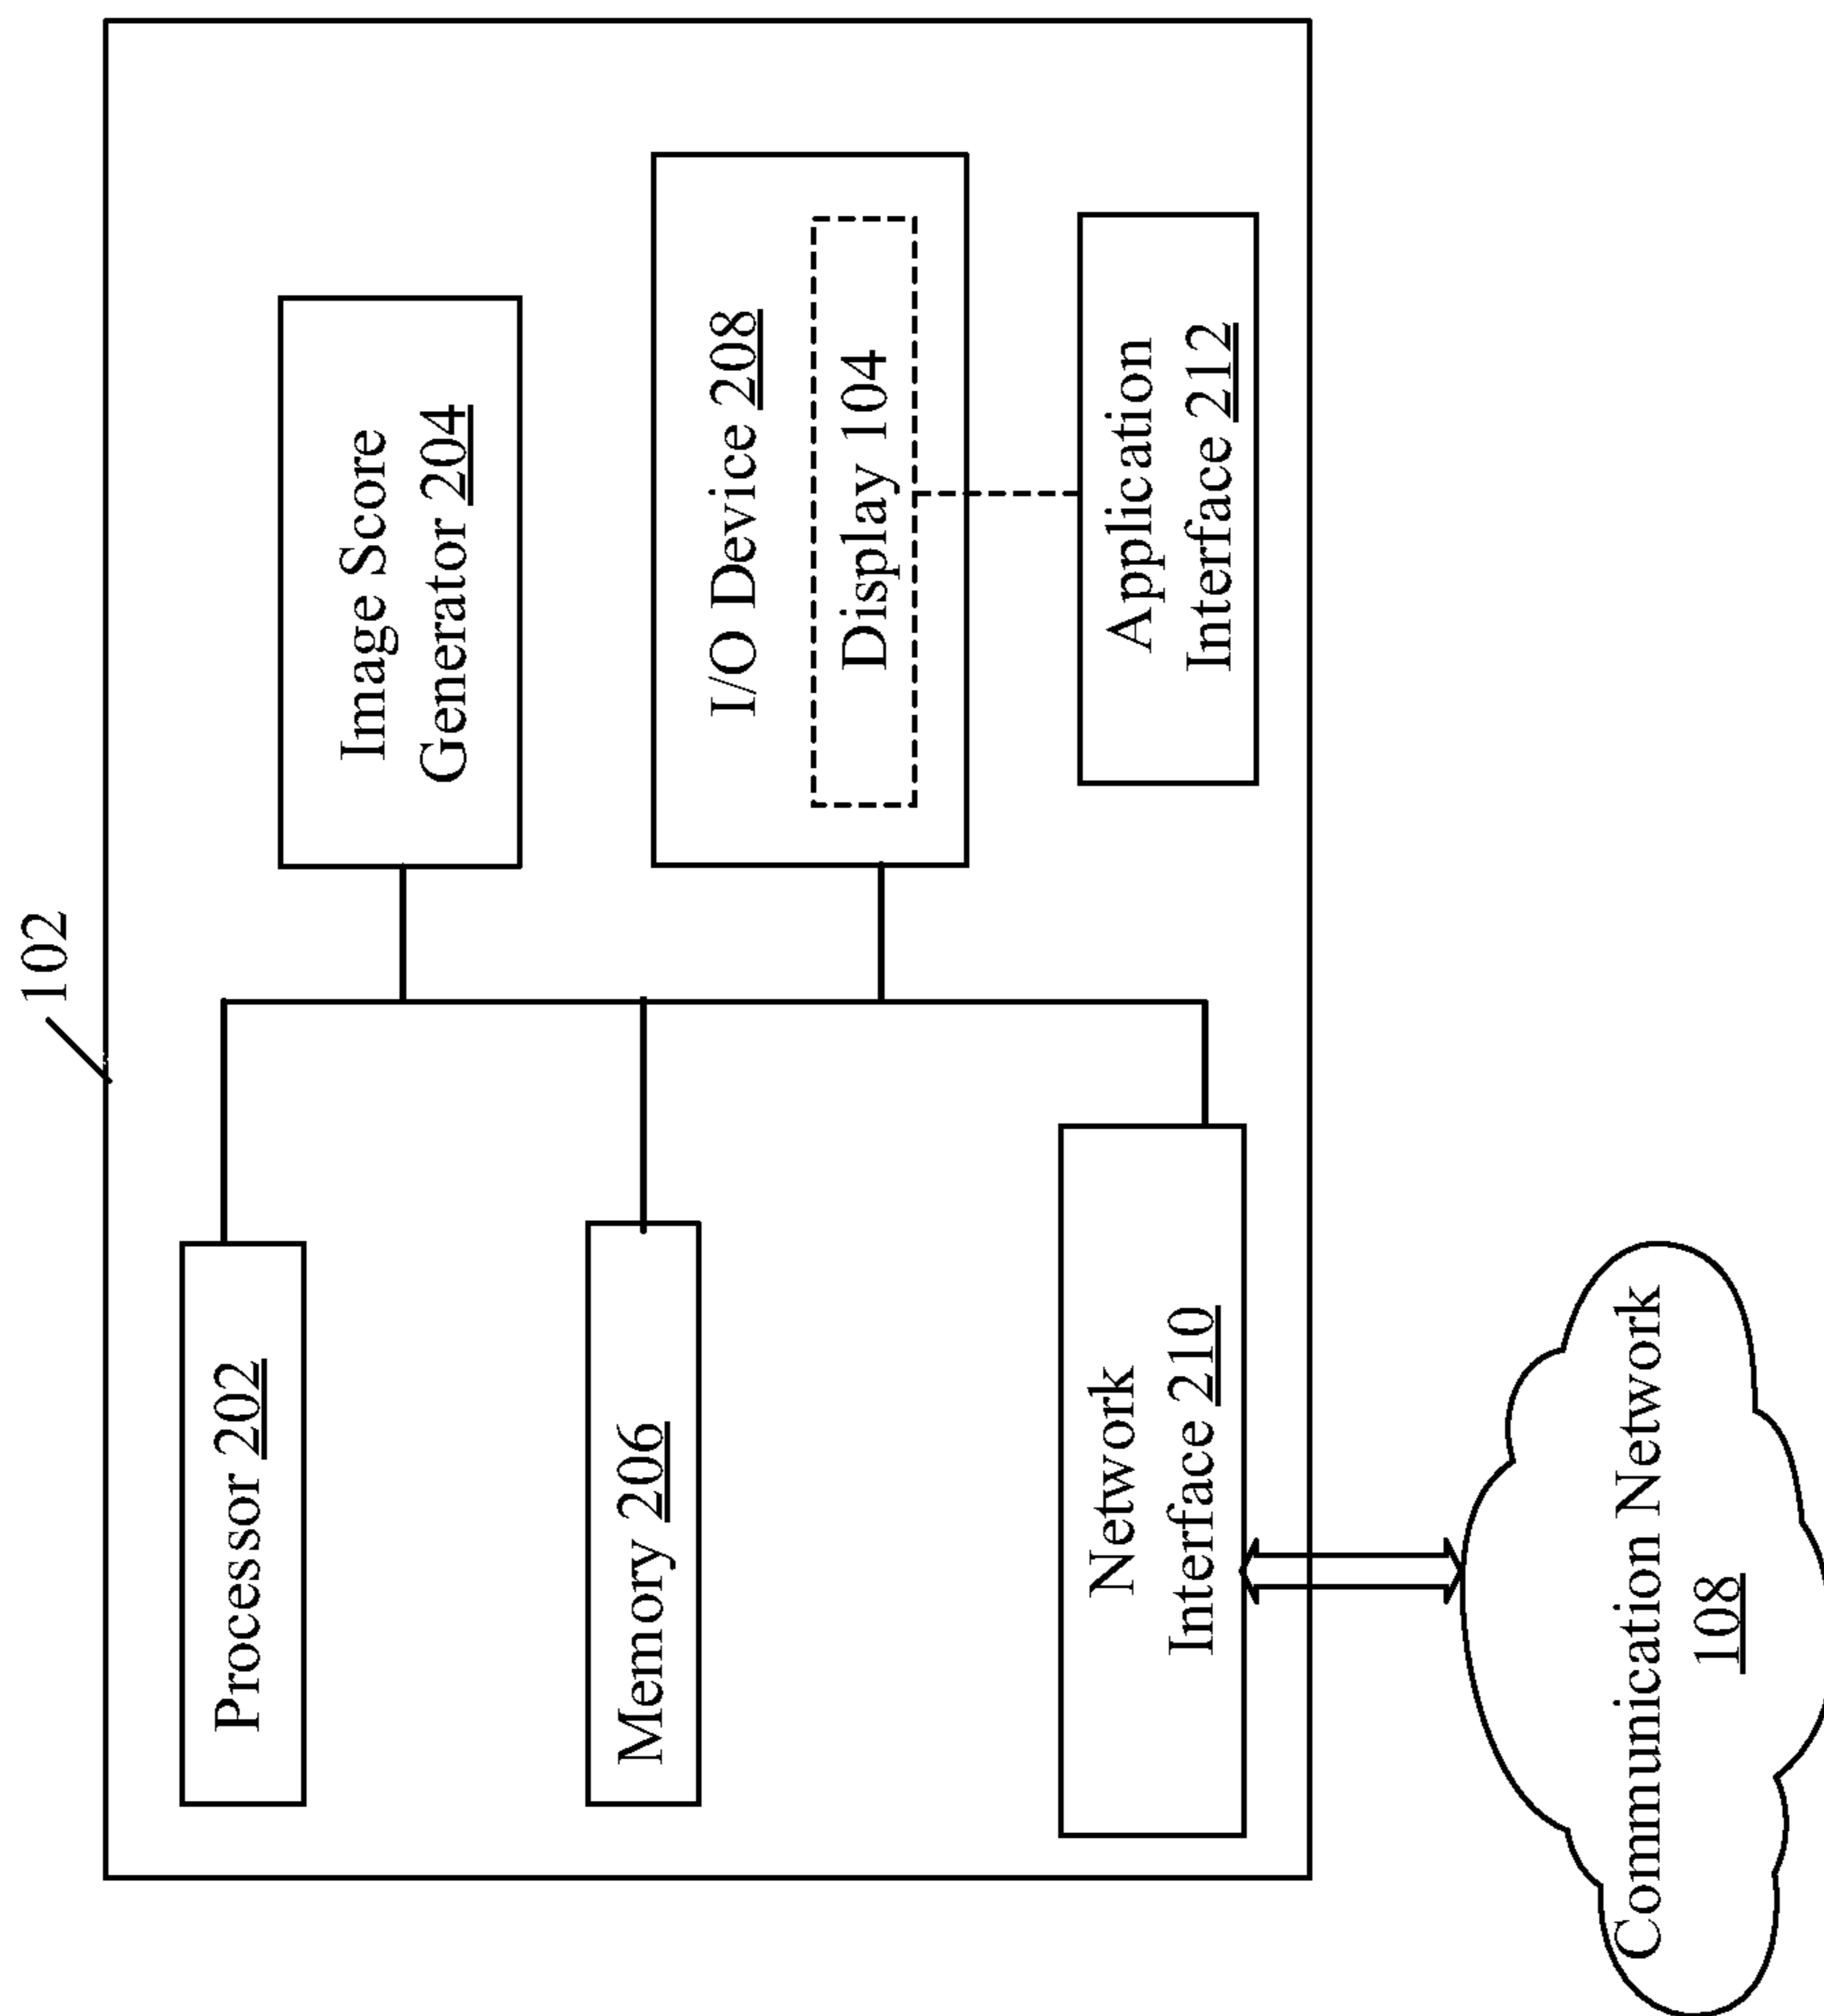 102
Processor 202
Image Score
Generator 204
Memory 206
I/O Device 208
Display 104
Network
Interface 210
Application
Interface 212
Communication Network
108